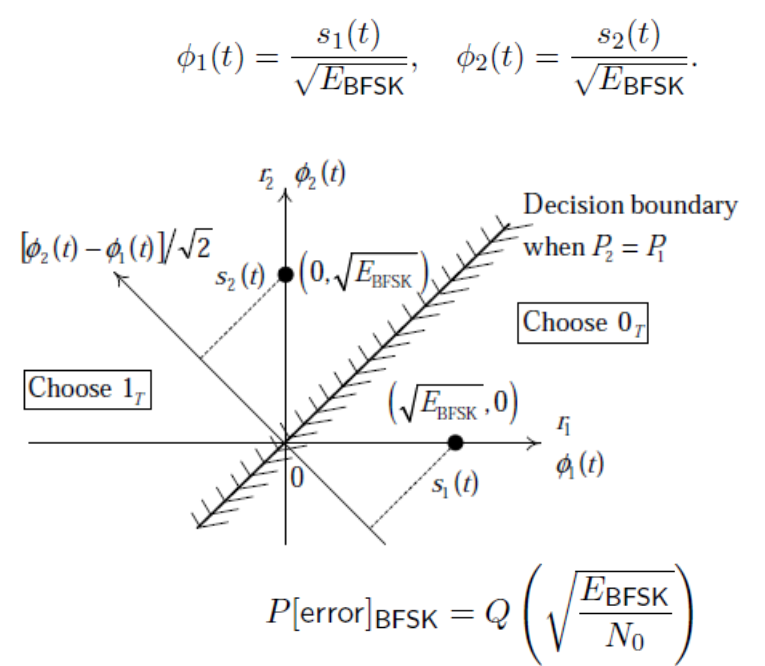 ϕ₁(t) = s₁(t) / √E_BFSK, ϕ₂(t) = s₂(t) / √E_BFSK.
r₂ ϕ₂(t)
Decision boundary
when P₂ = P₁
[ϕ₂(t) − ϕ₁(t)]/√2
s₂(t) (0, √E_BFSK)
Choose 0_T
Choose 1_T
(√E_BFSK, 0)
r₁
ϕ₁(t)
0
s₁(t)
P[error]_BFSK = Q(√(E_BFSK / N₀))